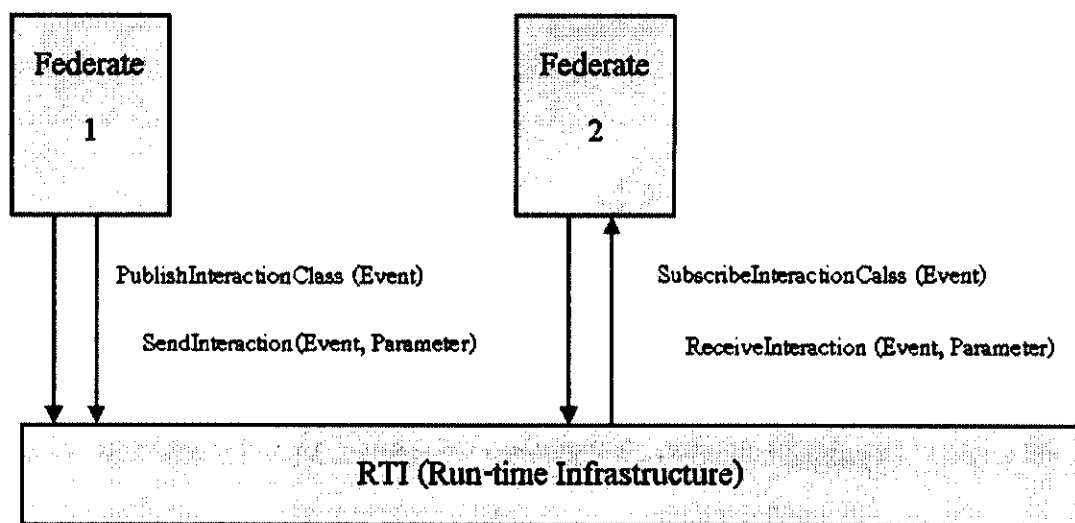 Federate
1
Federate
2
PublishInteractionClass (Event)
SubscribeInteractionCalss (Event)
SendInteraction (Event, Parameter)
ReceiveInteraction (Event, Parameter)
RTI (Run-time Infrastructure)